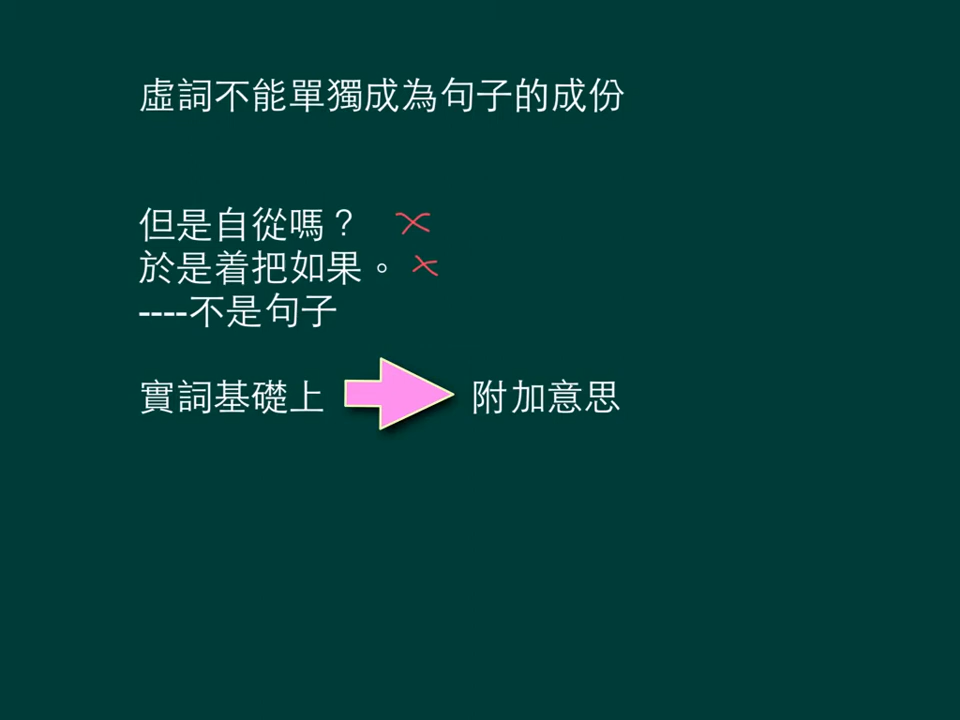 虛詞不能單獨成為句子的成份
但是自從嗎？
於是着把如果。
----不是句子
實詞基礎上 附加意思